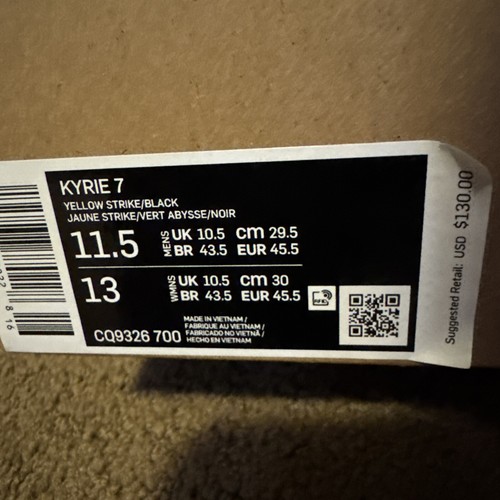 KYRIE 7
YELLOW STRIKE/BLACK
JAUNE STRIKE/VERT ABYSSE/NOIR
11.5 MENS UK 10.5 CM 29.5
BR 43.5 EUR 45.5
13 WMNS UK 10.5 CM 30
BR 43.5 EUR 45.5
CQ9326 700
MADE IN VIETNAM /
FABRIQUE AU VIETNAM /
FABRICADO NO VIETNÃ /
HECHO EN VIETNAM
Suggested Retail: USD $130.00